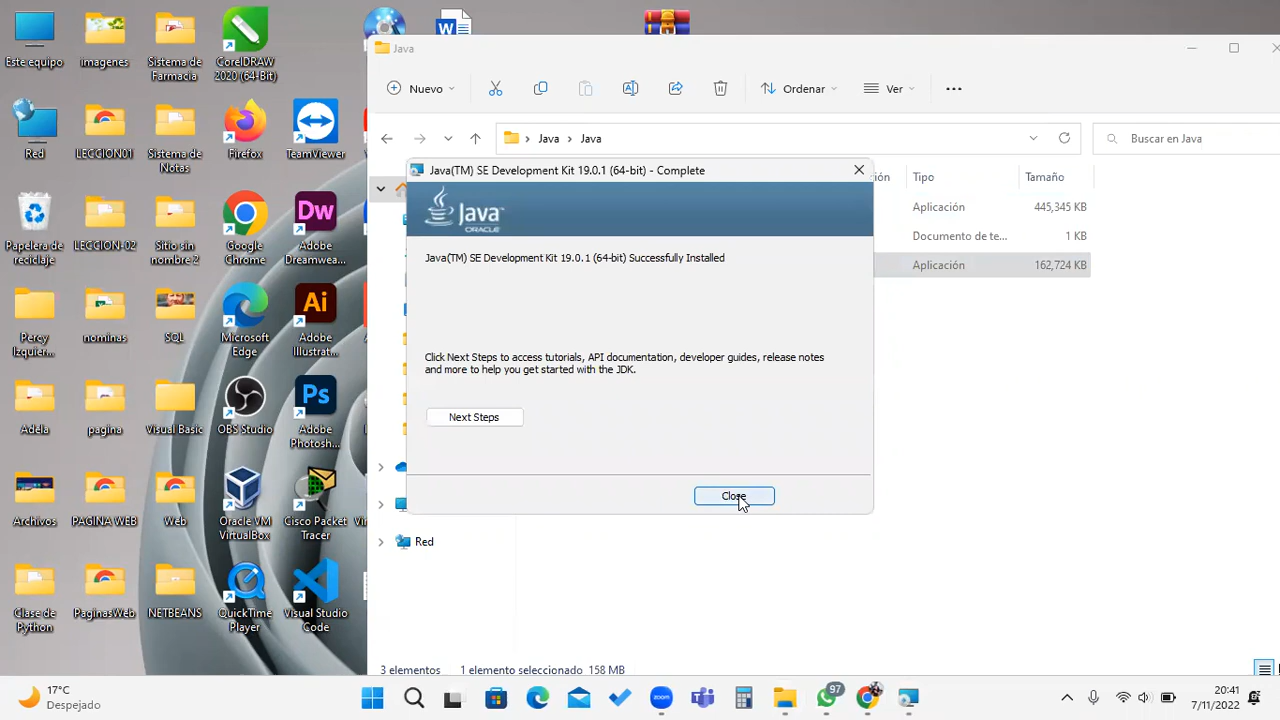 Este equipo
imagenes
Sistema de
Farmacia
CorelDRAW
2020 (64-Bit)
Red
LECCION01
Sistema de
Notas
Firefox
TeamViewer
Papelera de
reciclaje
LECCION-02
Sitio sin
nombre 2
Google
Chrome
Adobe
Dreamwea...
Percy
Izquier...
nominas
SQL
Microsoft
Edge
Adobe
Illustrat...
Adela
pagina
Visual Basic
OBS Studio
Adobe
Photosh...
Archivos
PAGINA WEB
Web
Oracle VM
VirtualBox
Cisco Packet
Tracer
Clase de
Python
PaginasWeb
NETBEANS
QuickTime
Player
Visual Studio
Code
Dw
Ai
Ps
W
Java
Nuevo
Ordenar
Ver
Java > Java
Buscar en Java
Tipo
Tamaño
Aplicación
445,345 KB
Documento de te...
1 KB
Aplicación
162,724 KB
Java(TM) SE Development Kit 19.0.1 (64-bit) - Complete
Java
ORACLE
Java(TM) SE Development Kit 19.0.1 (64-bit) Successfully Installed
Click Next Steps to access tutorials, API documentation, developer guides, release notes
and more to help you get started with the JDK.
Next Steps
Close
Red
3 elementos
1 elemento seleccionado 158 MB
17°C
Despejado
zoom
97
20:41
7/11/2022